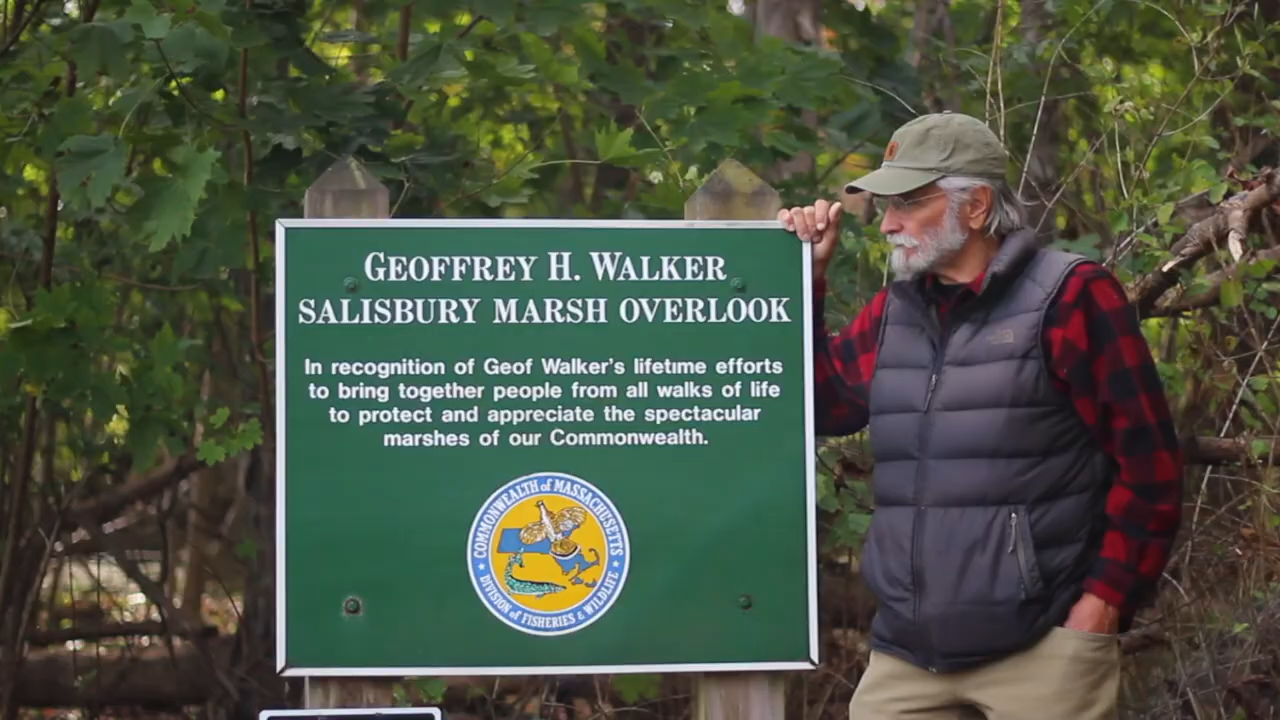 GEOFFREY H. WALKER
SALISBURY MARSH OVERLOOK
In recognition of Geof Walker's lifetime efforts
to bring together people from all walks of life
to protect and appreciate the spectacular
marshes of our Commonwealth.
COMMONWEALTH of MASSACHUSETTS
DIVISION of FISHERIES & WILDLIFE